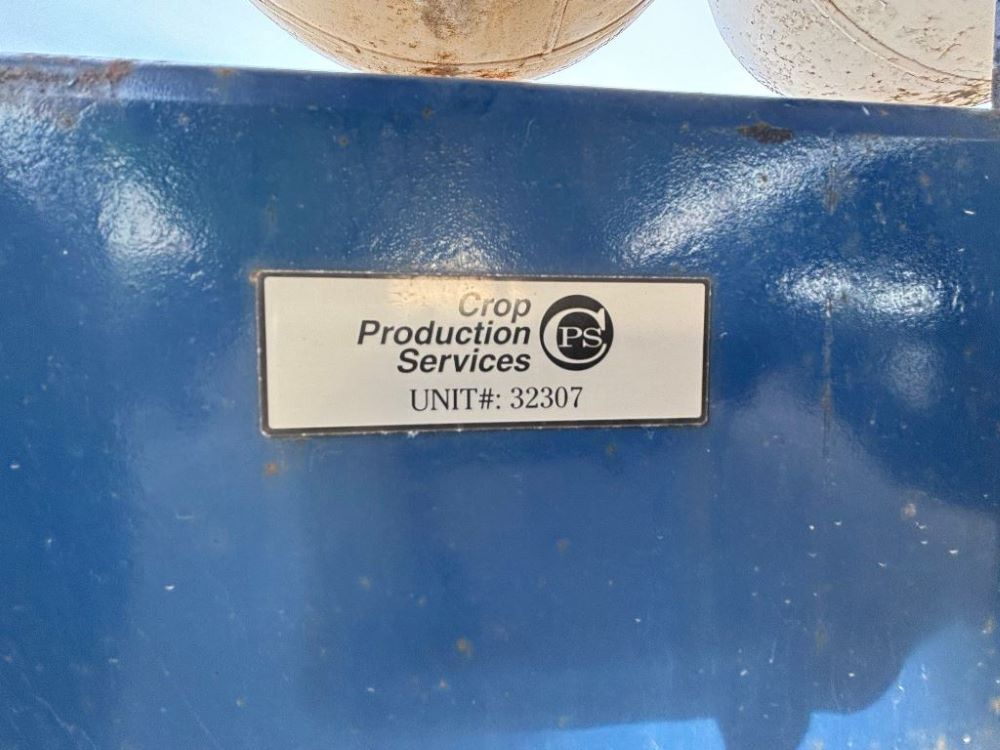 Crop
Production
Services
CPS
UNIT#: 32307